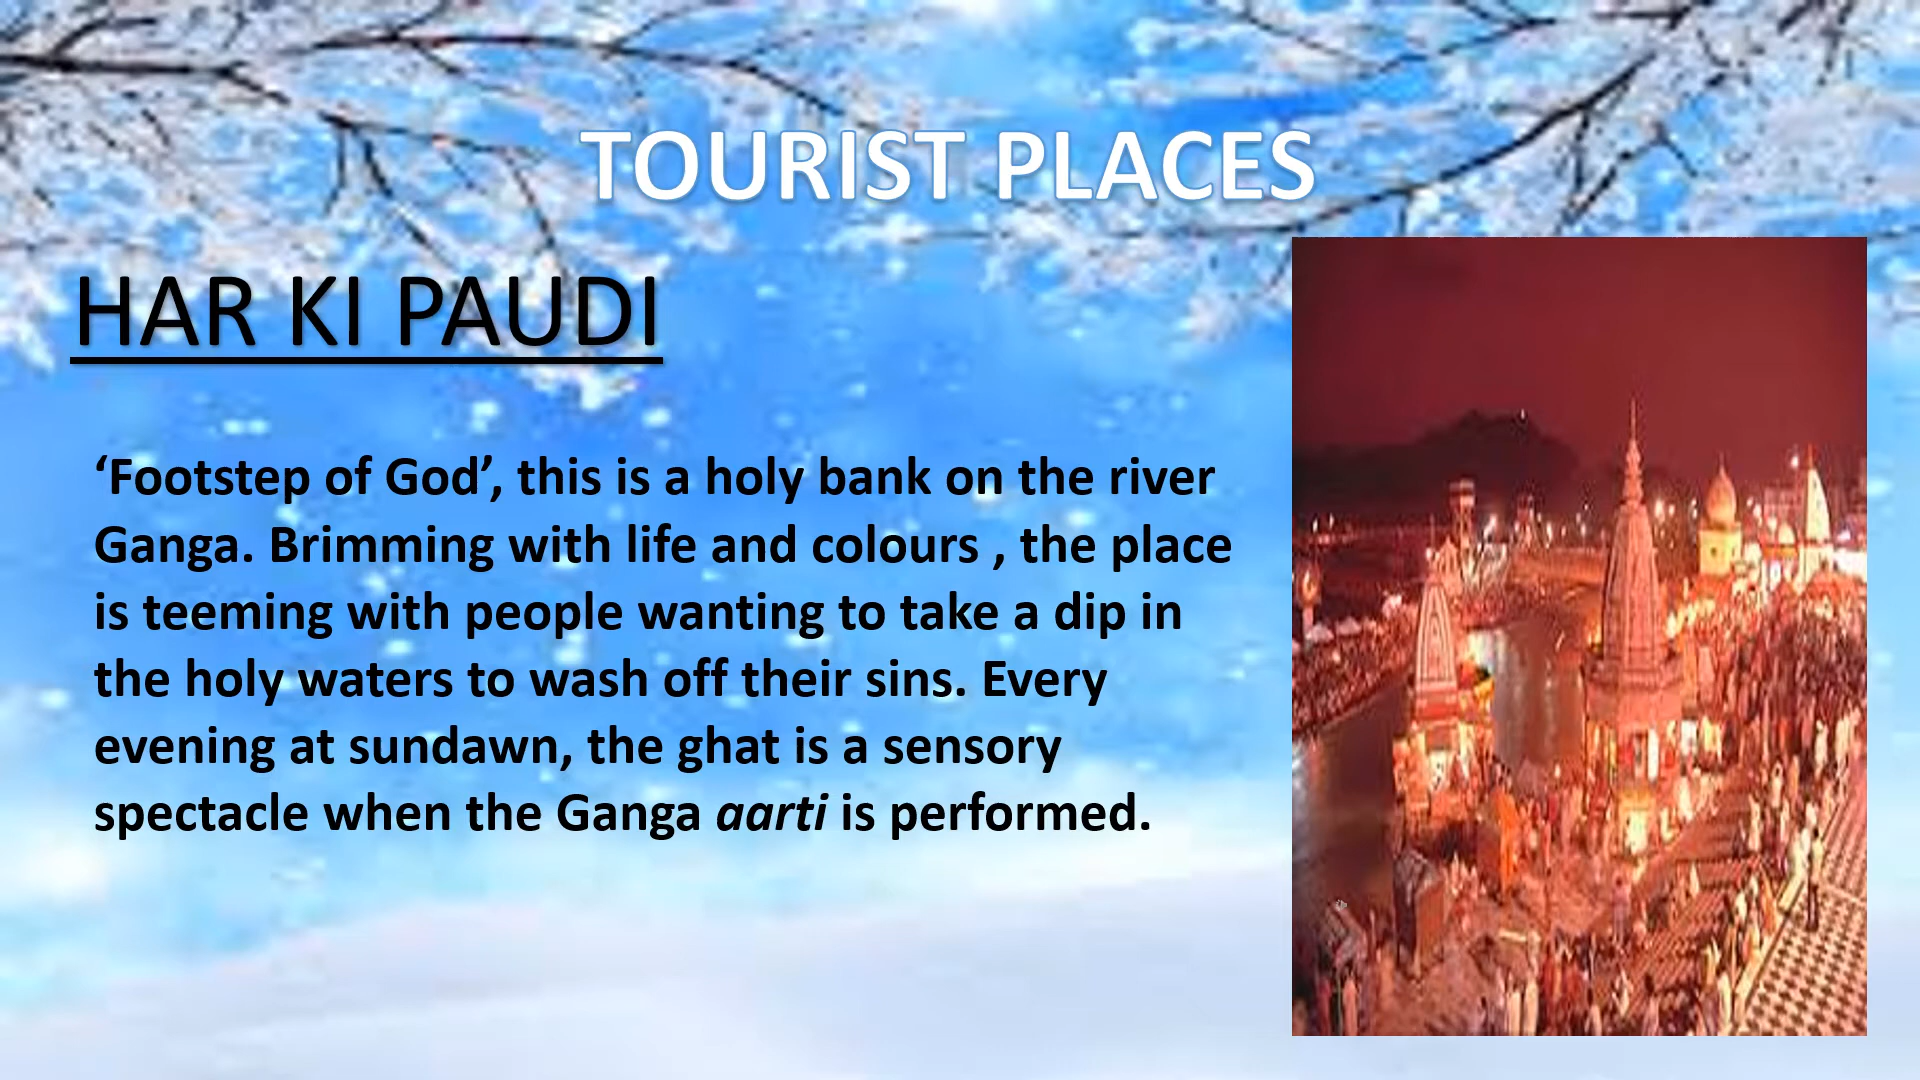 TOURIST PLACES
HAR KI PAUDI
‘Footstep of God’, this is a holy bank on the river
Ganga. Brimming with life and colours , the place
is teeming with people wanting to take a dip in
the holy waters to wash off their sins. Every
evening at sundawn, the ghat is a sensory
spectacle when the Ganga aarti is performed.